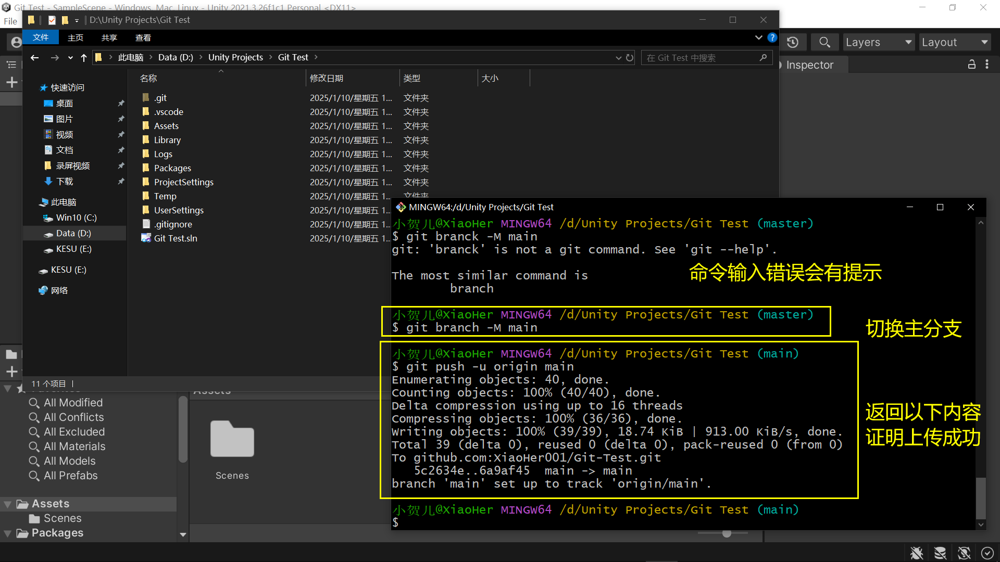 Git Test - SampleScene - Windows, Mac, Linux - Unity 2021.3.26f1c1 Personal <DX11>
File
D:\Unity Projects\Git Test
文件
主页
共享
查看
此电脑
Data (D:)
Unity Projects
Git Test
在 Git Test 中搜索
Layers
Layout
Inspector
名称
修改日期
类型
大小
快速访问
桌面
图片
视频
文档
录屏视频
下载
此电脑
Win10 (C:)
Data (D:)
KESU (E:)
KESU (E:)
网络
.git 2025/1/10/星期五 1... 文件夹
.vscode 2025/1/10/星期五 1... 文件夹
Assets 2025/1/10/星期五 1... 文件夹
Library 2025/1/10/星期五 1... 文件夹
Logs 2025/1/10/星期五 1... 文件夹
Packages 2025/1/10/星期五 1... 文件夹
ProjectSettings 2025/1/10/星期五 1... 文件夹
Temp 2025/1/10/星期五 1... 文件夹
UserSettings 2025/1/10/星期五 1...
.gitignore 2025/1/10/星期五 1...
Git Test.sln 2025/1/10/星期五 1...
11 个项目
MINGW64:/d/Unity Projects/Git Test
小贺儿@XiaoHer MINGW64 /d/Unity Projects/Git Test (master)
$ git branck -M main
git: 'branck' is not a git command. See 'git --help'.
The most similar command is
branch
命令输入错误会有提示
小贺儿@XiaoHer MINGW64 /d/Unity Projects/Git Test (master)
$ git branch -M main
切换主分支
小贺儿@XiaoHer MINGW64 /d/Unity Projects/Git Test (main)
$ git push -u origin main
Enumerating objects: 40, done.
Counting objects: 100% (40/40), done.
Delta compression using up to 16 threads
Compressing objects: 100% (36/36), done.
Writing objects: 100% (39/39), 18.74 KiB | 913.00 KiB/s, done.
Total 39 (delta 0), reused 0 (delta 0), pack-reused 0 (from 0)
To github.com:XiaoHer001/Git-Test.git
5c2634e..6a9af45 main -> main
branch 'main' set up to track 'origin/main'.
返回以下内容
证明上传成功
小贺儿@XiaoHer MINGW64 /d/Unity Projects/Git Test (main)
$
Favorites
All Modified
All Conflicts
All Excluded
All Materials
All Models
All Prefabs
Assets
Scenes
Packages
Assets
Scenes